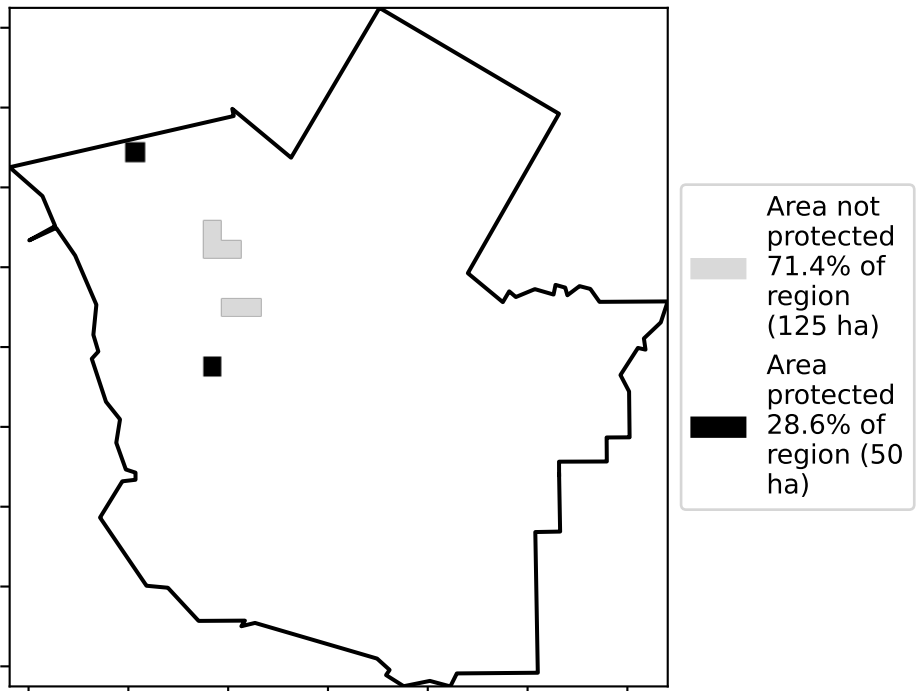 Area not
protected
71.4% of
region
(125 ha)
Area
protected
28.6% of
region (50
ha)